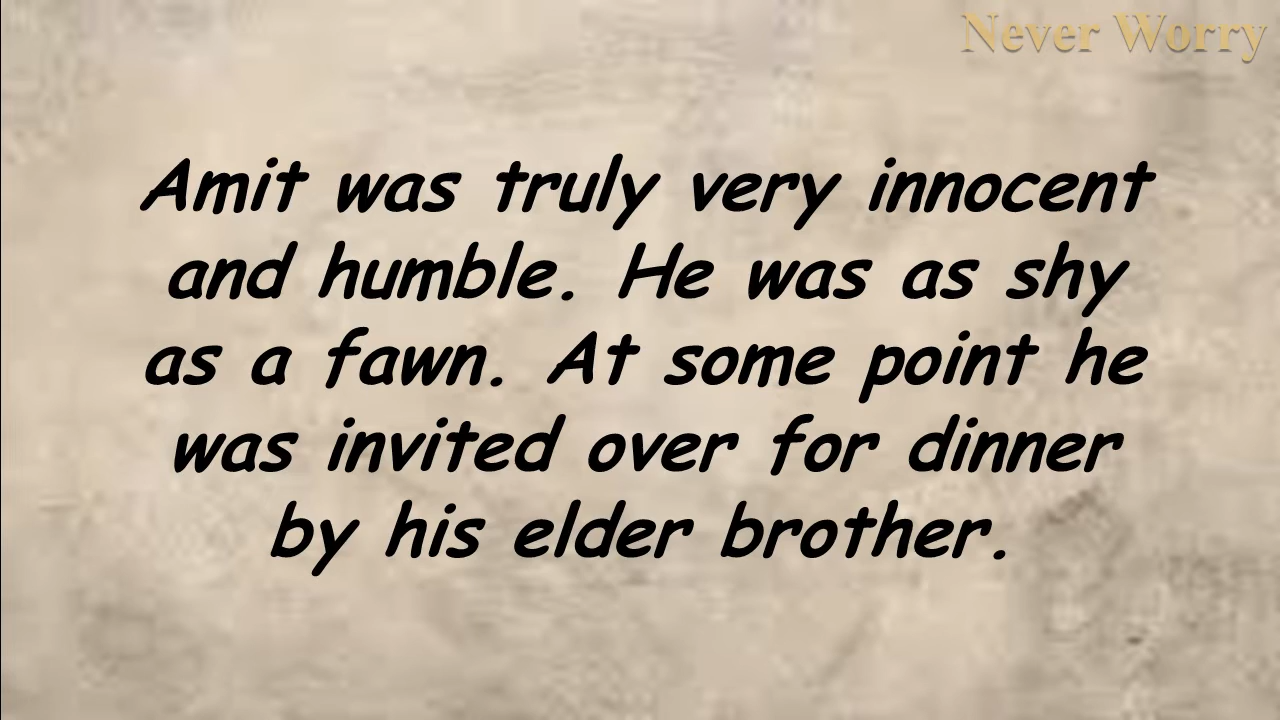 Never Worry
Amit was truly very innocent
and humble. He was as shy
as a fawn. At some point he
was invited over for dinner
by his elder brother.